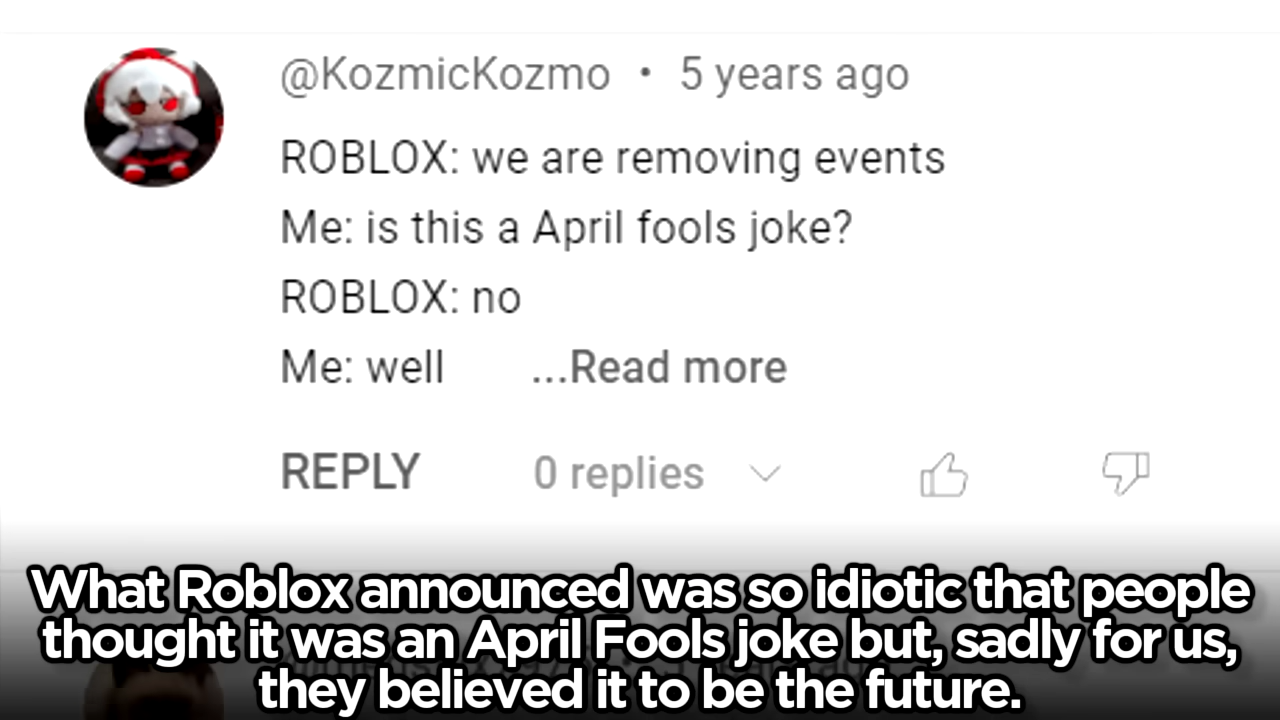 @KozmicKozmo • 5 years ago
ROBLOX: we are removing events
Me: is this a April fools joke?
ROBLOX: no
Me: well ...Read more
REPLY 0 replies
What Roblox announced was so idiotic that people
thought it was an April Fools joke but, sadly for us,
they believed it to be the future.